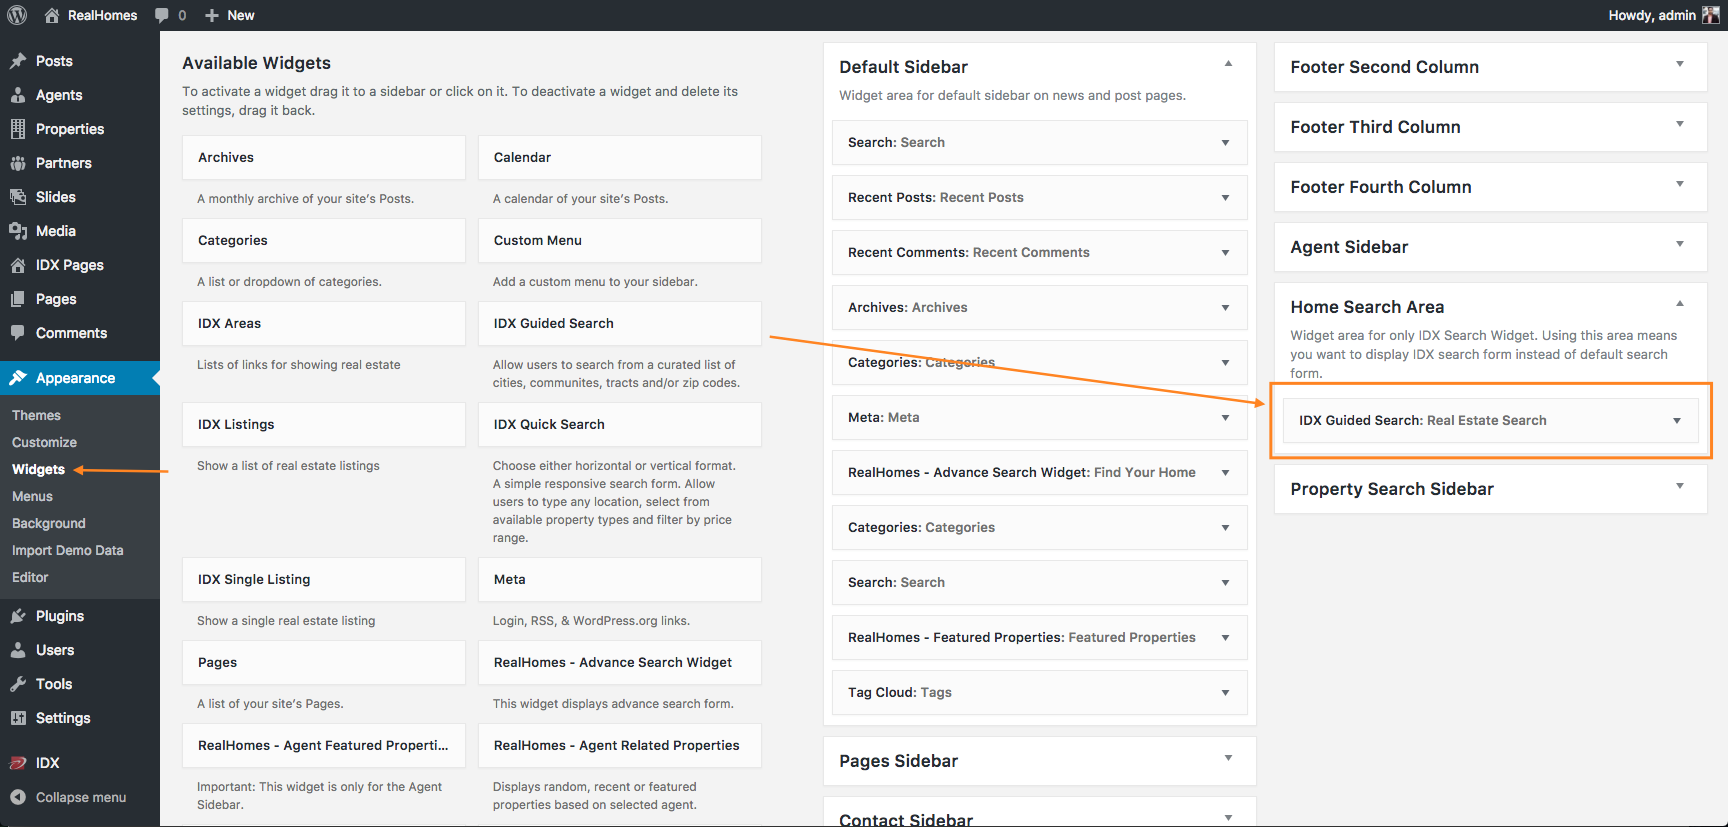 RealHomes
0
New
Howdy, admin
Posts
Agents
Properties
Partners
Slides
Media
IDX Pages
Pages
Comments
Appearance
Themes
Customize
Widgets
Menus
Background
Import Demo Data
Editor
Plugins
Users
Tools
Settings
IDX
Collapse menu
Available Widgets
To activate a widget drag it to a sidebar or click on it. To deactivate a widget and delete its
settings, drag it back.
Archives
A monthly archive of your site's Posts.
Calendar
A calendar of your site's Posts.
Categories
A list or dropdown of categories.
Custom Menu
Add a custom menu to your sidebar.
IDX Areas
Lists of links for showing real estate
IDX Guided Search
Allow users to search from a curated list of
cities, communites, tracts and/or zip codes.
IDX Listings
Show a list of real estate listings
IDX Quick Search
Choose either horizontal or vertical format.
A simple responsive search form. Allow
users to type any location, select from
available property types and filter by price
range.
IDX Single Listing
Show a single real estate listing
Meta
Login, RSS, & WordPress.org links.
Pages
A list of your site's Pages.
RealHomes - Advance Search Widget
This widget displays advance search form.
RealHomes - Agent Featured Properti...
Important: This widget is only for the Agent
Sidebar.
RealHomes - Agent Related Properties
Displays random, recent or featured
properties based on selected agent.
Default Sidebar
Widget area for default sidebar on news and post pages.
Search: Search
Recent Posts: Recent Posts
Recent Comments: Recent Comments
Archives: Archives
Categories: Categories
Meta: Meta
RealHomes - Advance Search Widget: Find Your Home
Categories: Categories
Search: Search
RealHomes - Featured Properties: Featured Properties
Tag Cloud: Tags
Pages Sidebar
Contact Sidebar
Footer Second Column
Footer Third Column
Footer Fourth Column
Agent Sidebar
Home Search Area
Widget area for only IDX Search Widget. Using this area means
you want to display IDX search form instead of default search
form.
IDX Guided Search: Real Estate Search
Property Search Sidebar